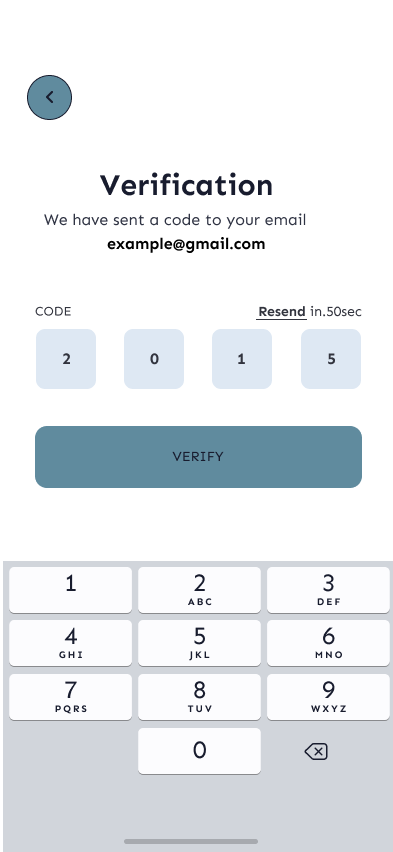 Verification
We have sent a code to your email
example@gmail.com
CODE
Resend in.50sec
2 0 1 5
VERIFY
1 2 3
ABC DEF
4 5 6
GHI JKL MNO
7 8 9
PQRS TUV WXYZ
0